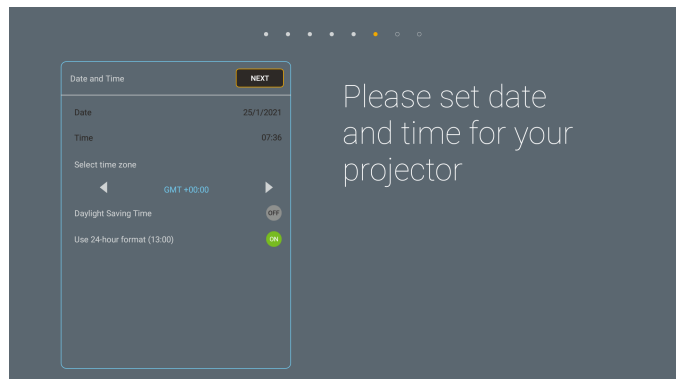 Date and Time NEXT
Date 25/1/2021
Time 07:36
Select time zone
GMT +00:00
Daylight Saving Time OFF
Use 24-hour format (13:00) ON
Please set date
and time for your
projector